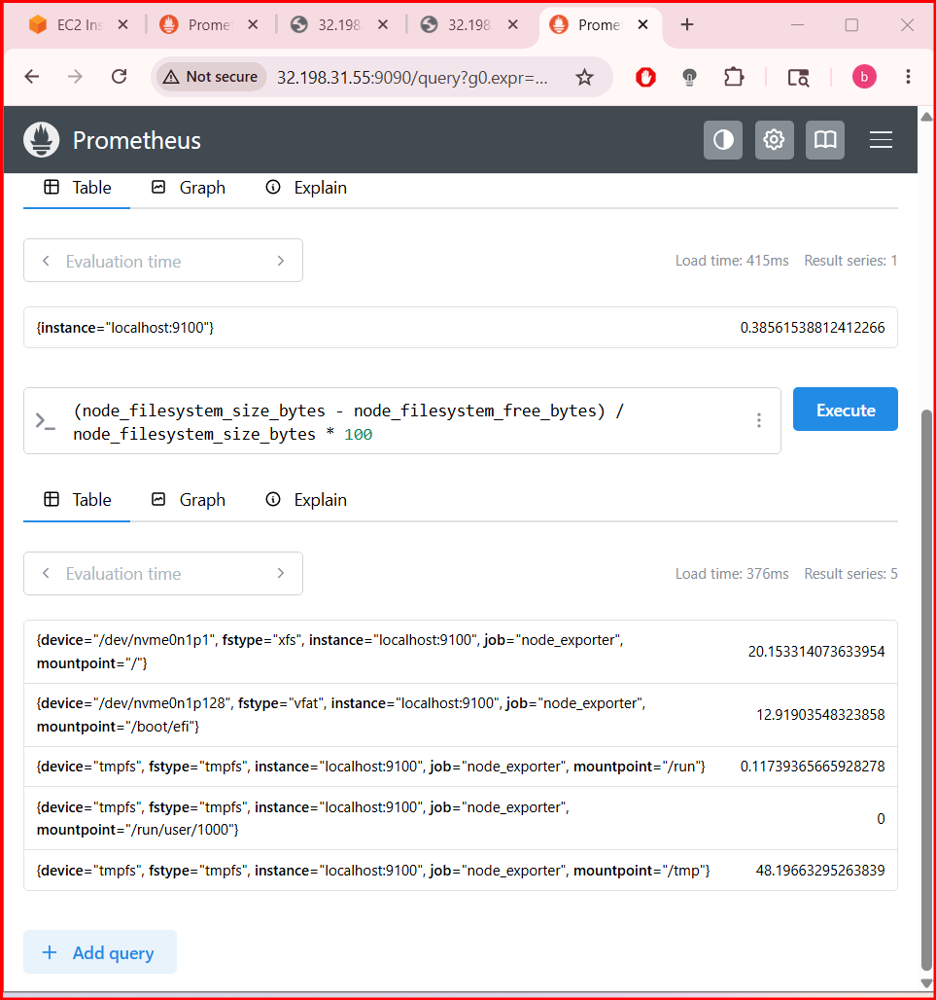 EC2 Ins
Promet
32.198.
32.198
Promet
Not secure
32.198.31.55:9090/query?g0.expr=...
b
Prometheus
Table Graph Explain
Evaluation time
Load time: 415ms Result series: 1
{instance="localhost:9100"} 0.38561538812412266
(node_filesystem_size_bytes - node_filesystem_free_bytes) /
node_filesystem_size_bytes * 100
Execute
Table Graph Explain
Evaluation time
Load time: 376ms Result series: 5
{device="/dev/nvme0n1p1", fstype="xfs", instance="localhost:9100", job="node_exporter",
mountpoint="/"}
20.153314073633954
{device="/dev/nvme0n1p128", fstype="vfat", instance="localhost:9100", job="node_exporter",
mountpoint="/boot/efi"}
12.91903548323858
{device="tmpfs", fstype="tmpfs", instance="localhost:9100", job="node_exporter", mountpoint="/run"} 0.11739365665928278
{device="tmpfs", fstype="tmpfs", instance="localhost:9100", job="node_exporter",
mountpoint="/run/user/1000"}
0
{device="tmpfs", fstype="tmpfs", instance="localhost:9100", job="node_exporter", mountpoint="/tmp"} 48.19663295263839
+ Add query